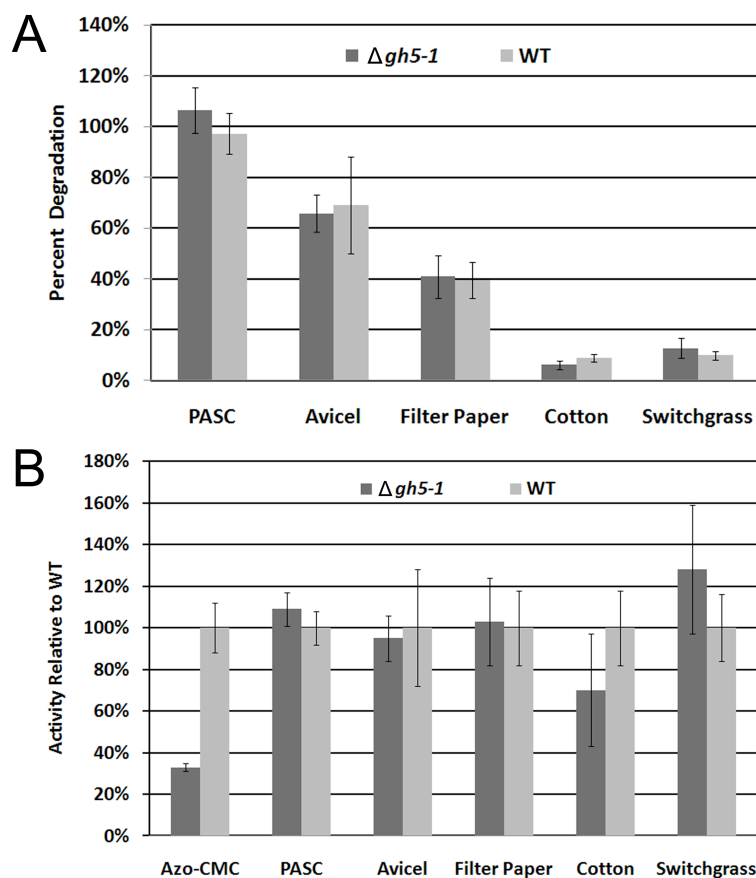 A
140%
120%
100%
80%
60%
40%
20%
0%
Percent Degradation
Δ gh5-1 WT
PASC Avicel Filter Paper Cotton Switchgrass
B
180%
160%
140%
120%
100%
80%
60%
40%
20%
0%
Activity Relative to WT
Δ gh5-1 WT
Azo-CMC PASC Avicel Filter Paper Cotton Switchgrass